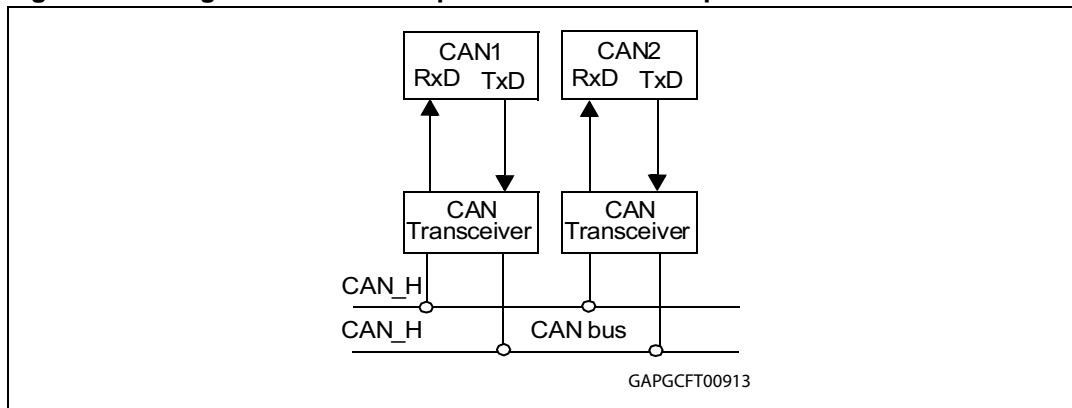 CAN1
RxD TxD
CAN2
RxD TxD
CAN
Transceiver
CAN
Transceiver
CAN_H
CAN_H
CAN bus
GAPGCFT00913